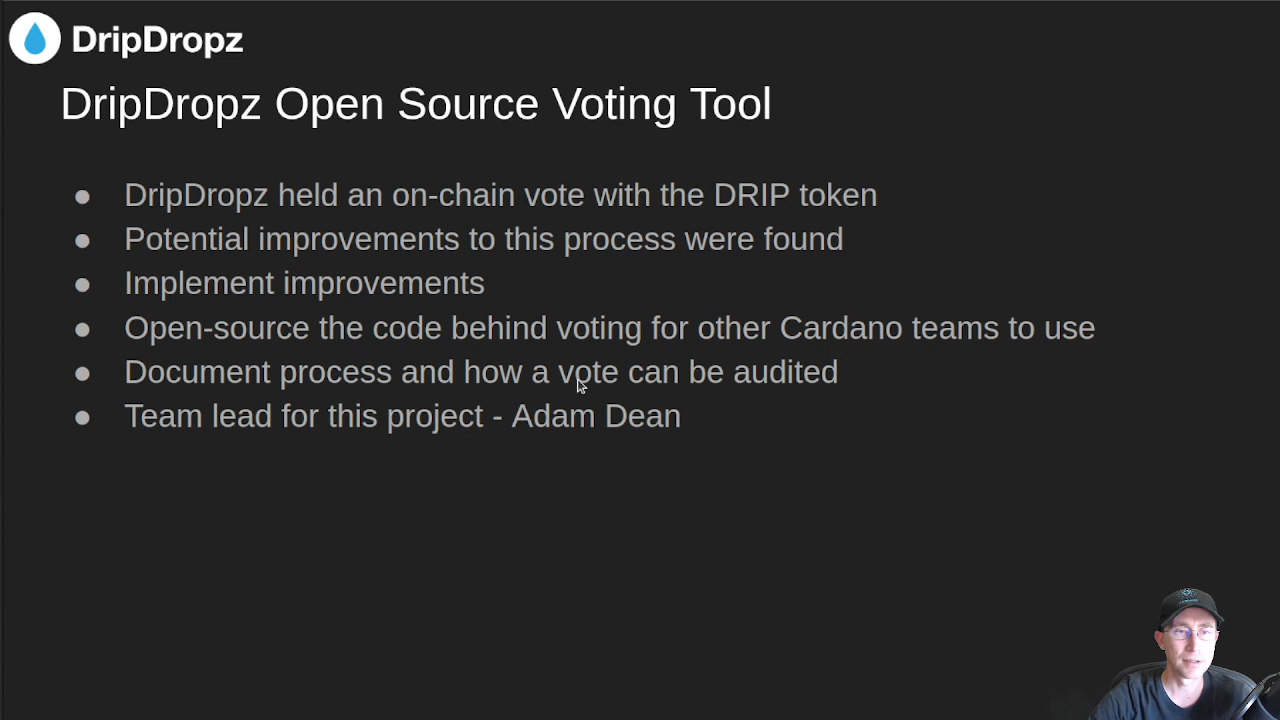 DripDropz
DripDropz Open Source Voting Tool
● DripDropz held an on-chain vote with the DRIP token
● Potential improvements to this process were found
● Implement improvements
● Open-source the code behind voting for other Cardano teams to use
● Document process and how a vote can be audited
● Team lead for this project - Adam Dean